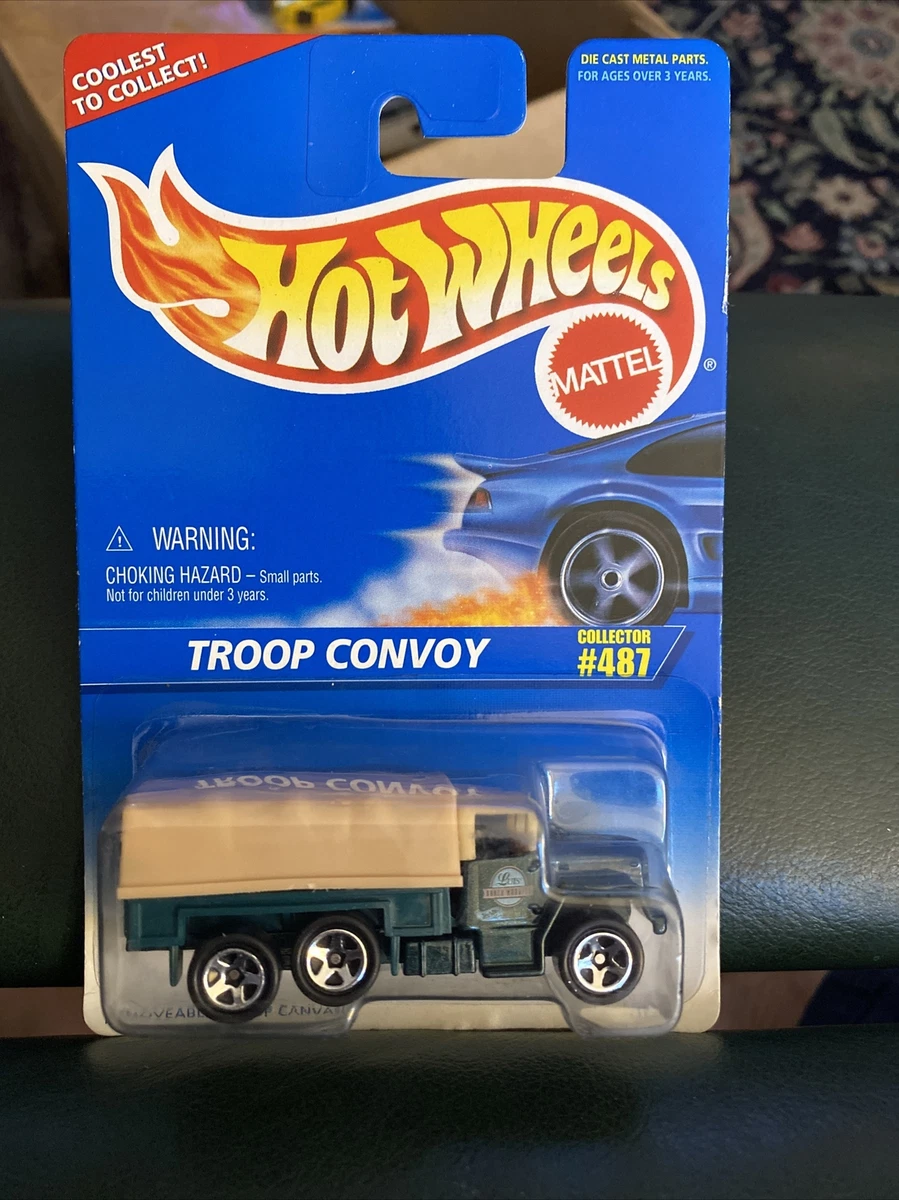 COOLEST
TO COLLECT!
DIE CAST METAL PARTS.
FOR AGES OVER 3 YEARS.
HOT WHEELS
MATTEL
®
WARNING:
CHOKING HAZARD – Small parts.
Not for children under 3 years.
TROOP CONVOY
COLLECTOR
#487
TROOP CONVOY
CANVAS